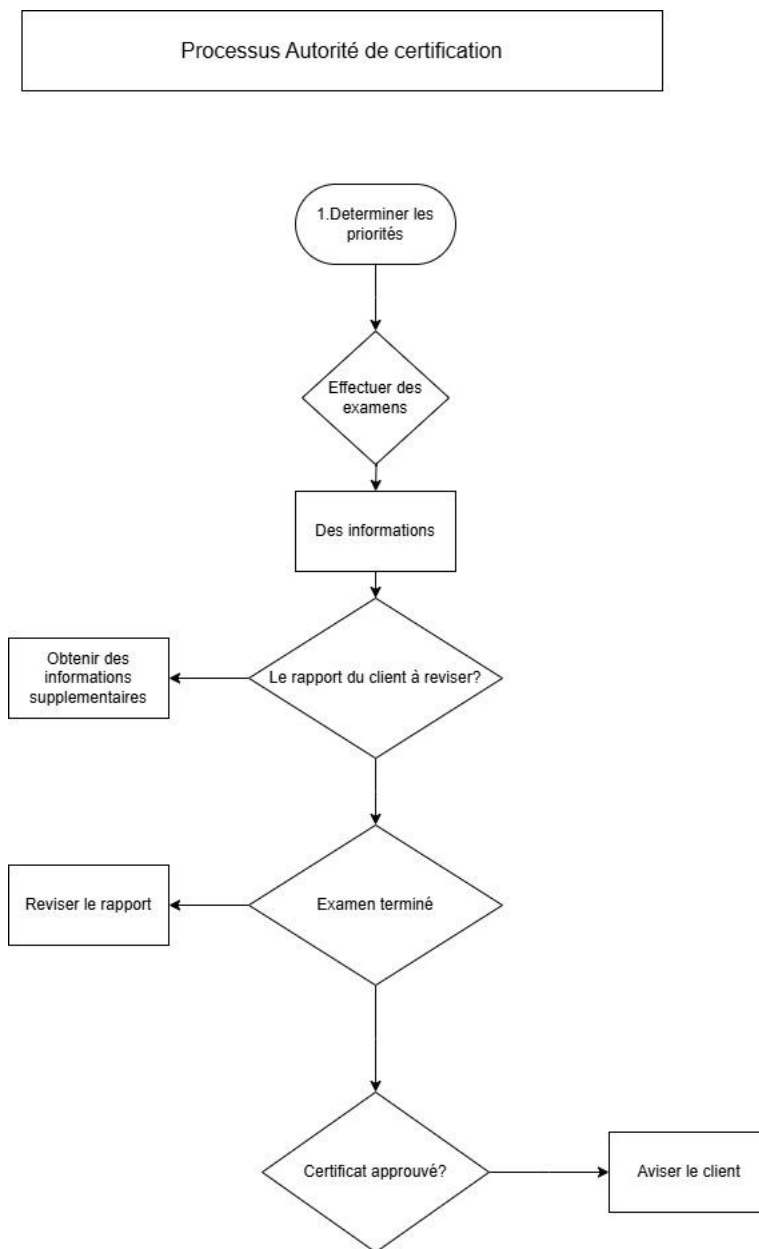 Processus Autorité de certification
1.Determiner les
priorités
Effectuer des
examens
Des informations
Obtenir des
informations
supplementaires
Le rapport du client à reviser?
Reviser le rapport
Examen terminé
Certificat approuvé?
Aviser le client